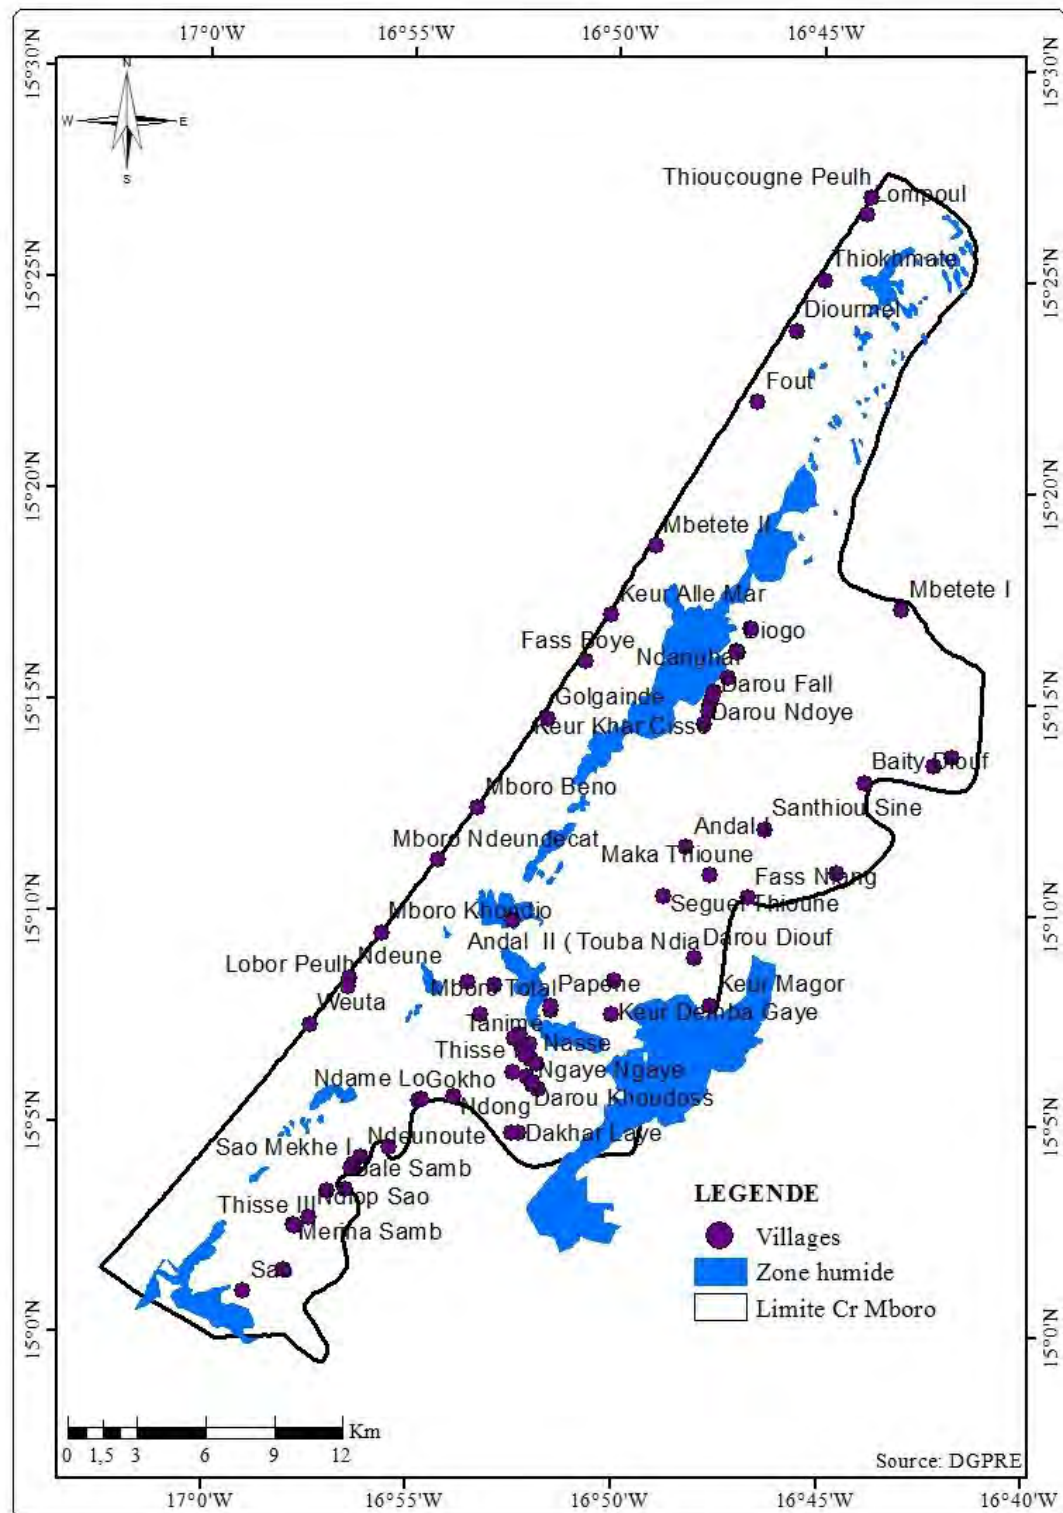 17°0'W 16°55'W 16°50'W 16°45'W
15°30'N 15°30'N
N
W E
S
Thioucougne Peulh
Lompoul
Thiokhmate
15°25'N 15°25'N
Diourmel
Fout
15°20'N 15°20'N
Mbetete II
Mbetete I
Keur Alle Mar
Diogo
Fass Boye
Ndanghar
Darou Fall
Golgainde
15°15'N 15°15'N
Darou Ndoye
Keur Khar Cisse
Baity Diouf
Mboro Beno
Santhiou Sine
Andal I
Mboro Ndeundecat
Maka Thioune
Fass Niang
Seguel Thioune
15°10'N 15°10'N
Mboro Khondio
Andal II ( Touba Ndia
Darou Diouf
Ndeune
Lobor Peulh
Keur Magor
Papene
Mboro Total
Weuta
Keur Demba Gaye
Tanime
Nasse
Thisse
Ngaye Ngaye
Ndame Lo
Gokho
Darou Khoudoss
Ndong
15°5'N 15°5'N
Dakhar Laye
Ndeunoute
Sao Mekhe I
Dale Samb
Ndiop Sao
Thisse III
Merina Samb
Sao
LEGENDE
Villages
Zone humide
Limite Cr Mboro
15°0'N 15°0'N
Km
0 1,5 3 6 9 12
Source: DGPRE
17°0'W 16°55'W 16°50'W 16°45'W 16°40'W